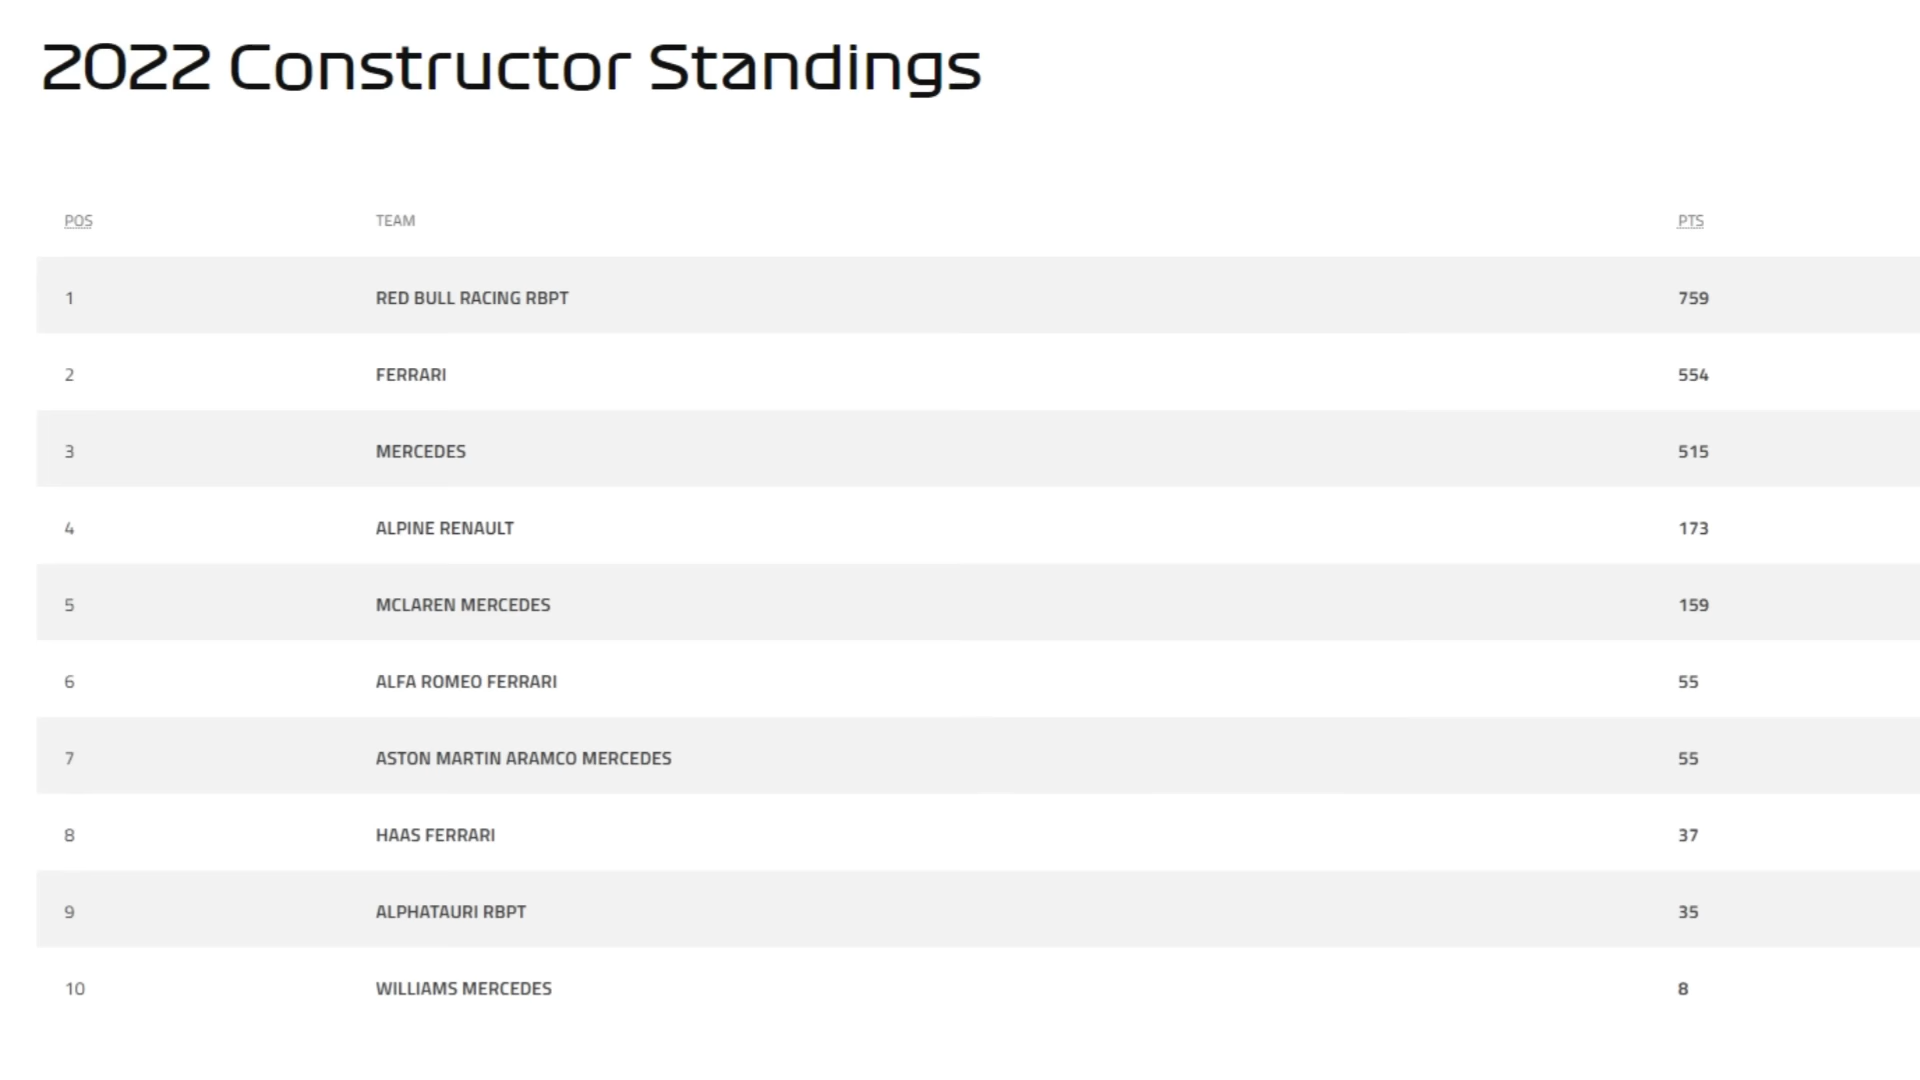 2022 Constructor Standings
POS TEAM PTS
1 RED BULL RACING RBPT 759
2 FERRARI 554
3 MERCEDES 515
4 ALPINE RENAULT 173
5 MCLAREN MERCEDES 159
6 ALFA ROMEO FERRARI 55
7 ASTON MARTIN ARAMCO MERCEDES 55
8 HAAS FERRARI 37
9 ALPHATAURI RBPT 35
10 WILLIAMS MERCEDES 8